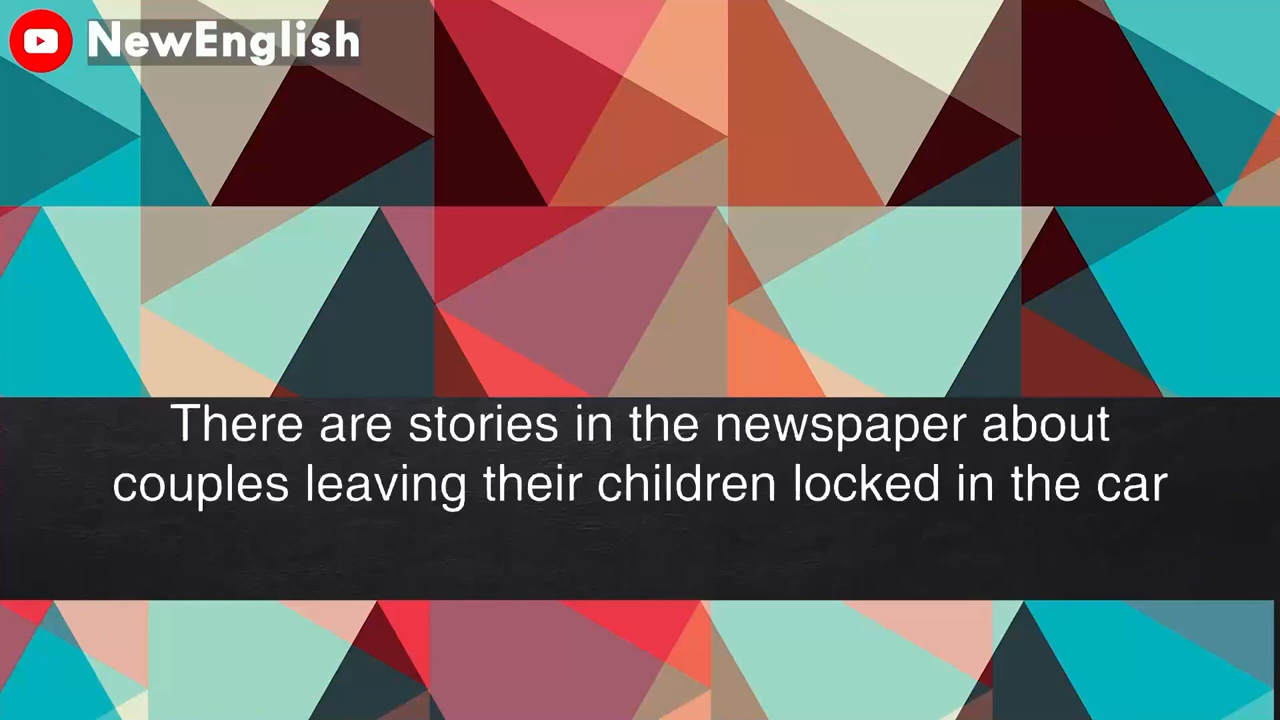 NewEnglish
There are stories in the newspaper about
couples leaving their children locked in the car